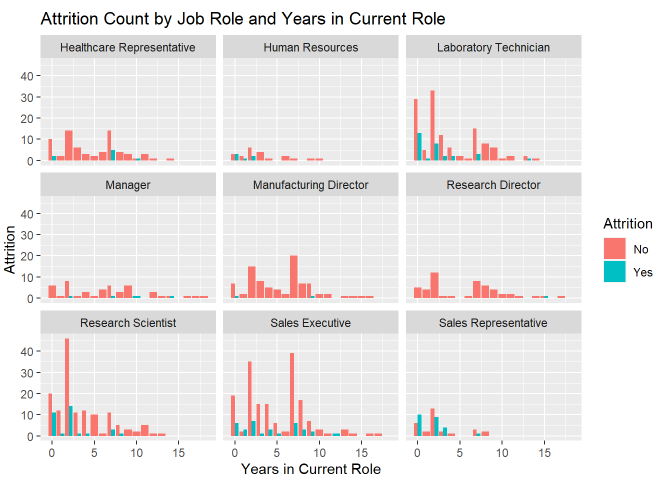 Attrition Count by Job Role and Years in Current Role
Healthcare Representative
Human Resources
Laboratory Technician
40
30
20
10
0
Manager
Manufacturing Director
Research Director
40
30
20
10
0
Research Scientist
Sales Executive
Sales Representative
40
30
20
10
0
0 5 10 15
0 5 10 15
0 5 10 15
Years in Current Role
Attrition
Attrition
No
Yes